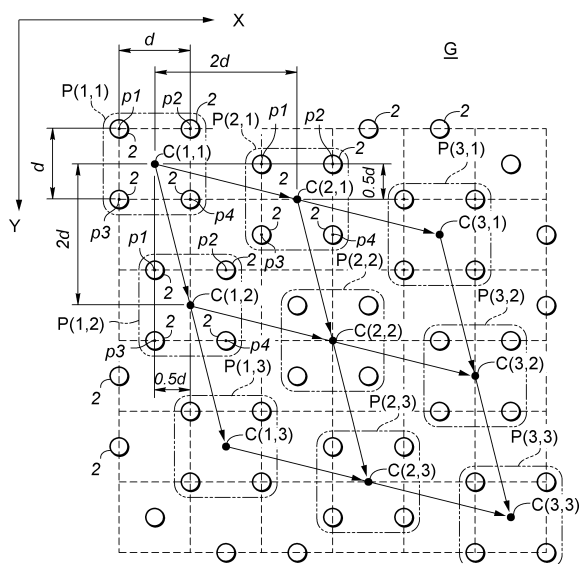 X
G
d
2d
P(1,1)
p1
p2
2
P(2,1)
p1
p2
2
2
2
P(3,1)
d
2
C(1,1)
2
C(2,1)
0.5d
2
2
p3
p4
2
2
p3
p4
C(3,1)
Y
2d
p1
p2
2
P(2,2)
2
C(1,2)
P(3,2)
P(1,2)
2
2
C(2,2)
p3
p4
P(1,3)
C(3,2)
0.5d
2
P(2,3)
P(3,3)
C(1,3)
2
C(2,3)
C(3,3)